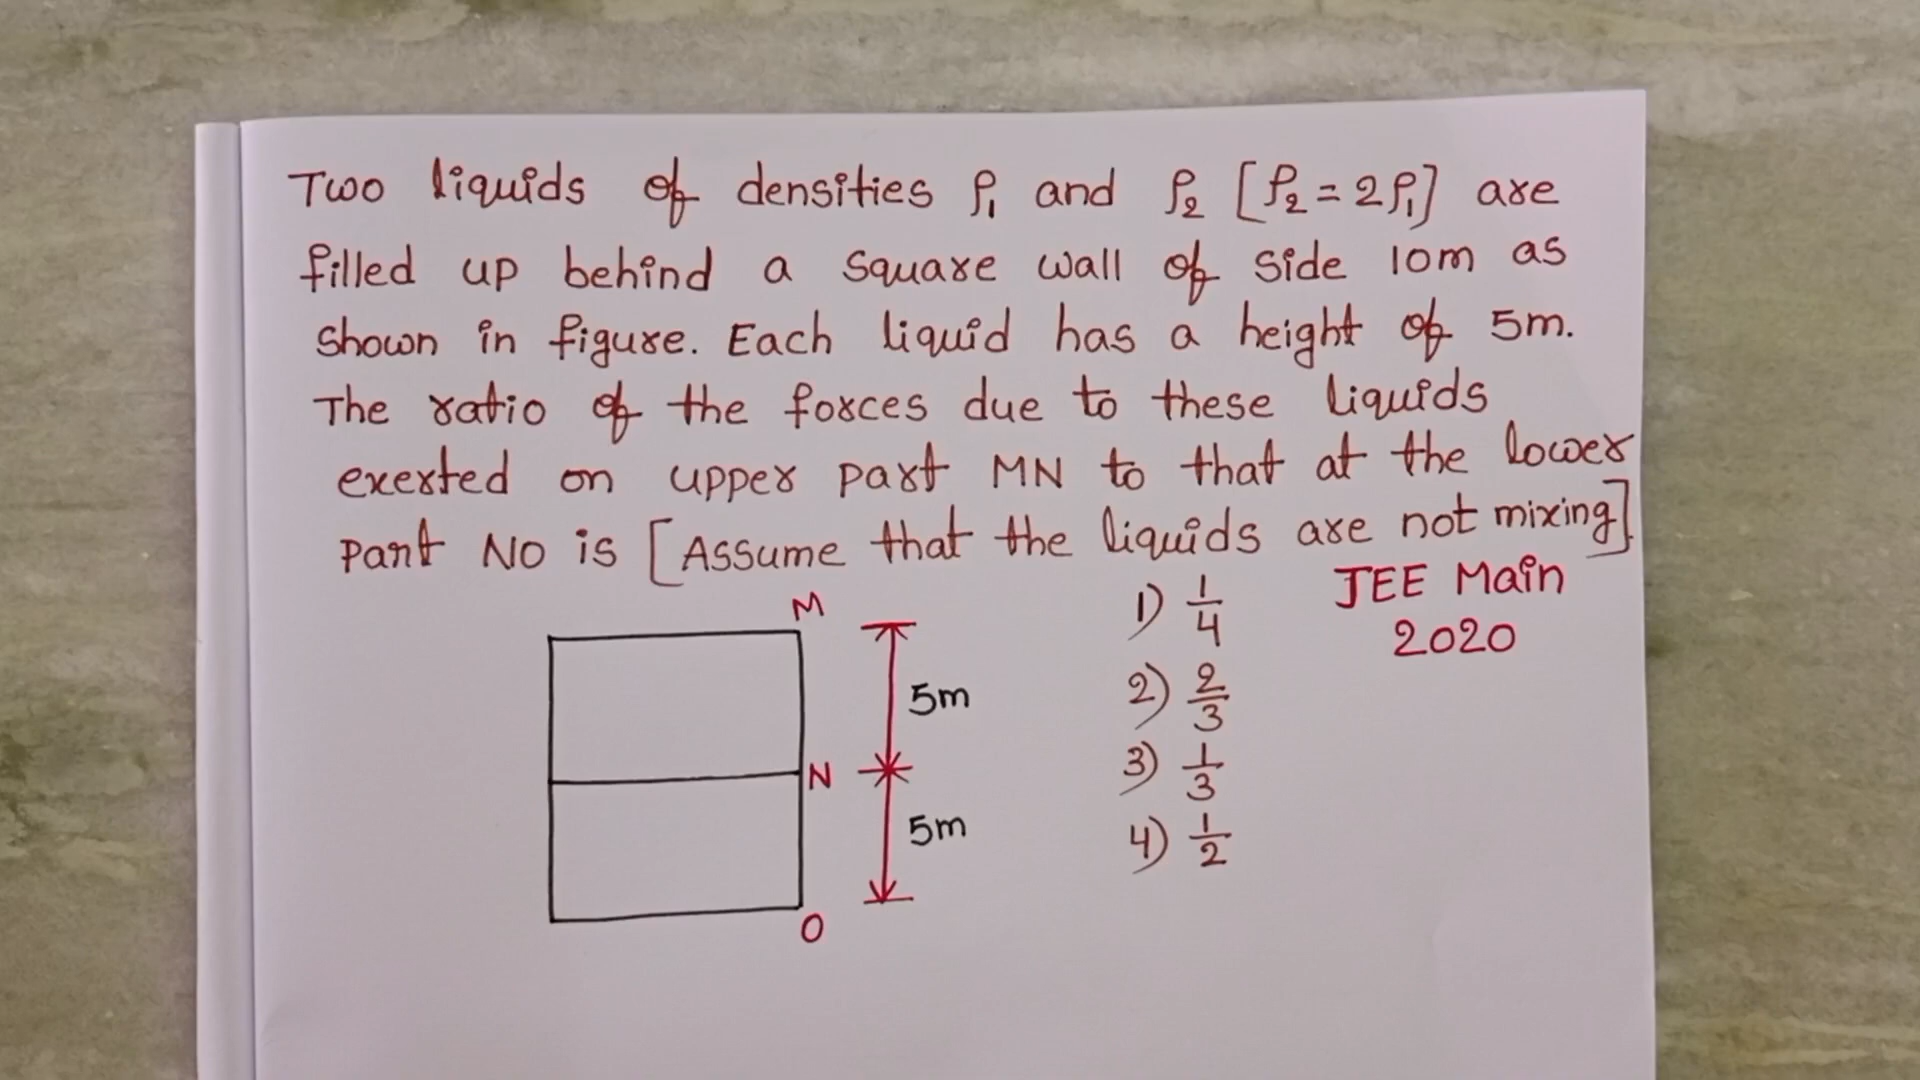 Two liquids of densities ρ₁ and ρ₂ [ρ₂ = 2ρ₁] are
filled up behind a square wall of side 10m as
shown in figure. Each liquid has a height of 5m.
The ratio of the forces due to these liquids
exerted on upper part MN to that at the lower
part NO is [Assume that the liquids are not mixing]
JEE Main
2020
M
5m
N
5m
O
1) 1/4
2) 2/3
3) 1/3
4) 1/2